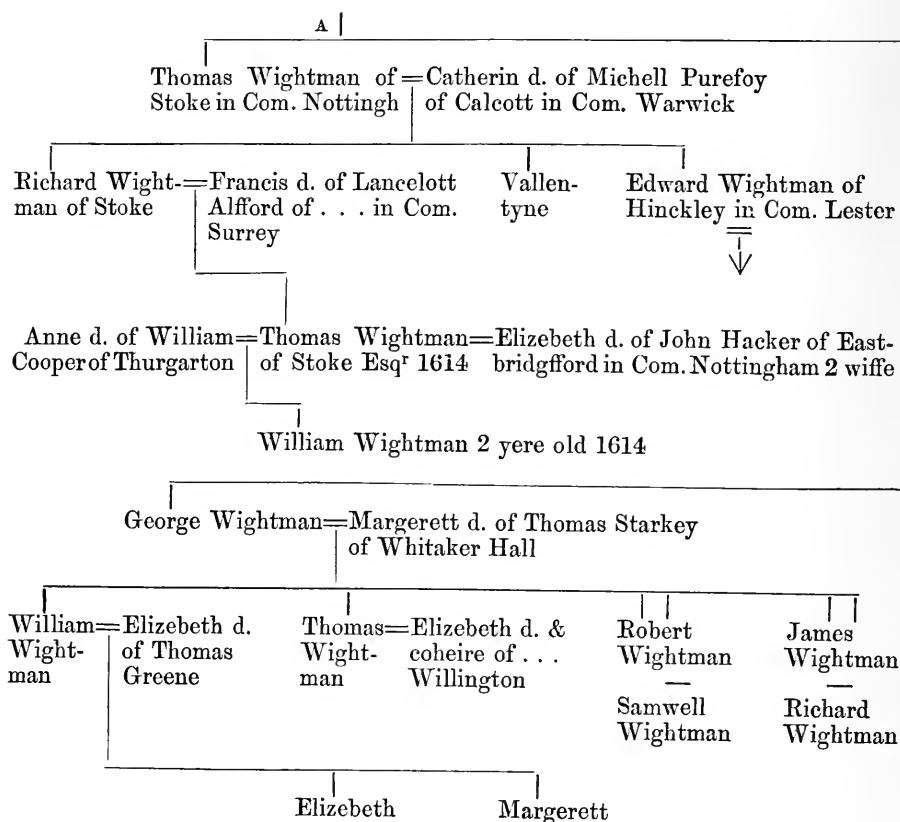 A
Thomas Wightman of = Catherin d. of Michell Purefoy
Stoke in Com. Nottingh of Calcott in Com. Warwick
Richard Wight- = Francis d. of Lancelott
man of Stoke Alfford of . . . in Com.
Surrey
Vallen-
tyne
Edward Wightman of
Hinckley in Com. Lester
=
Anne d. of William = Thomas Wightman = Elizebeth d. of John Hacker of East-
Cooper of Thurgarton of Stoke Esqʳ 1614 bridgfford in Com. Nottingham 2 wiffe
William Wightman 2 yere old 1614
George Wightman = Margerett d. of Thomas Starkey
of Whitaker Hall
William = Elizebeth d.
Wight- of Thomas
man Greene
Thomas = Elizebeth d. &
Wight- coheire of . . .
man Willington
Robert
Wightman
—
Samwell
Wightman
James
Wightman
—
Richard
Wightman
Elizebeth Margerett